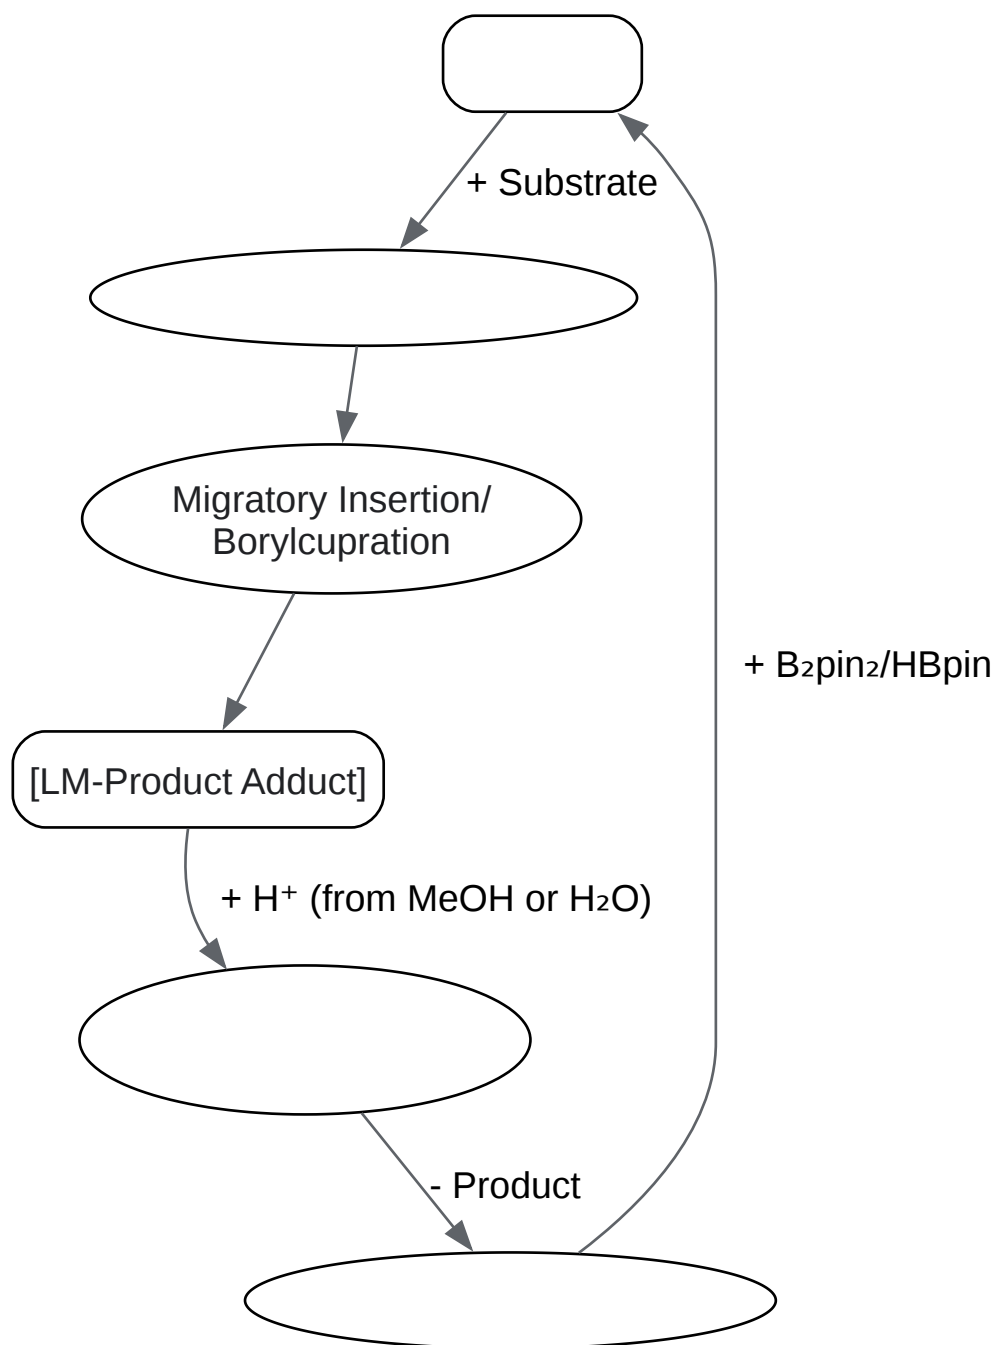 + Substrate
Migratory Insertion/
Borylcupration
+ B₂pin₂/HBpin
[LM-Product Adduct]
+ H⁺ (from MeOH or H₂O)
- Product